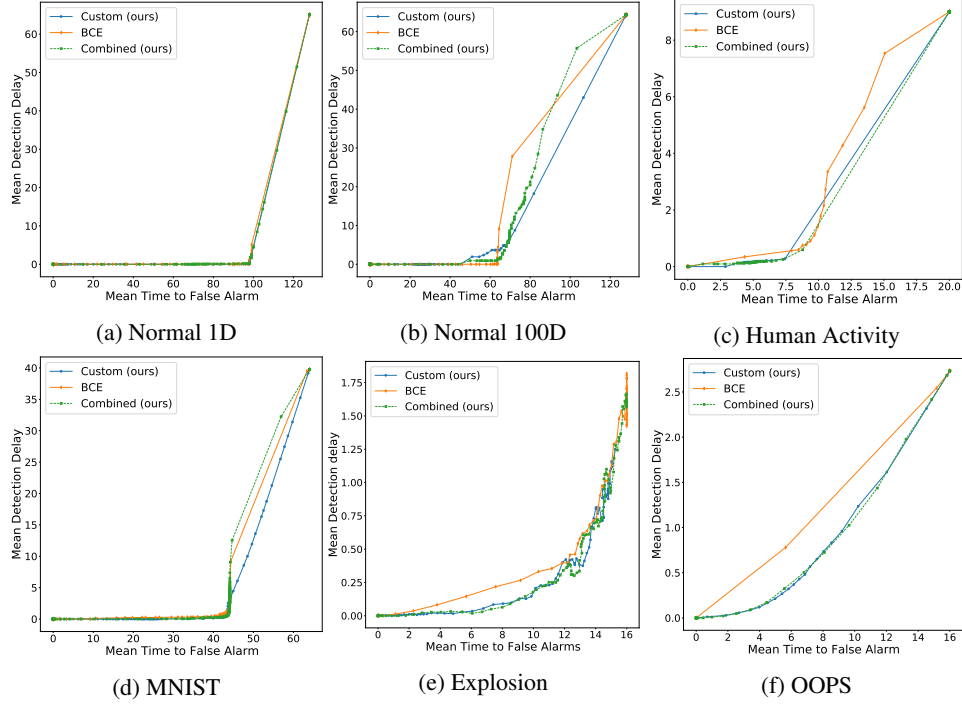 Custom (ours)
BCE
Combined (ours)
Mean Detection Delay
60
50
40
30
20
10
0
0 20 40 60 80 100 120
Mean Time to False Alarm
(a) Normal 1D
Custom (ours)
BCE
Combined (ours)
Mean Detection Delay
60
50
40
30
20
10
0
0 20 40 60 80 100 120
Mean Time to False Alarm
(b) Normal 100D
Custom (ours)
BCE
Combined (ours)
Mean Detection Delay
8
6
4
2
0
0.0 2.5 5.0 7.5 10.0 12.5 15.0 17.5 20.0
Mean Time to False Alarm
(c) Human Activity
Custom (ours)
BCE
Combined (ours)
Mean Detection Delay
40
35
30
25
20
15
10
5
0
0 10 20 30 40 50 60
Mean Time to False Alarm
(d) MNIST
Custom (ours)
BCE
Combined (ours)
Mean Detection delay
1.75
1.50
1.25
1.00
0.75
0.50
0.25
0.00
0 2 4 6 8 10 12 14 16
Mean Time to False Alarms
(e) Explosion
Custom (ours)
BCE
Combined (ours)
Mean Detection Delay
2.5
2.0
1.5
1.0
0.5
0.0
0 2 4 6 8 10 12 14 16
Mean Time to False Alarm
(f) OOPS